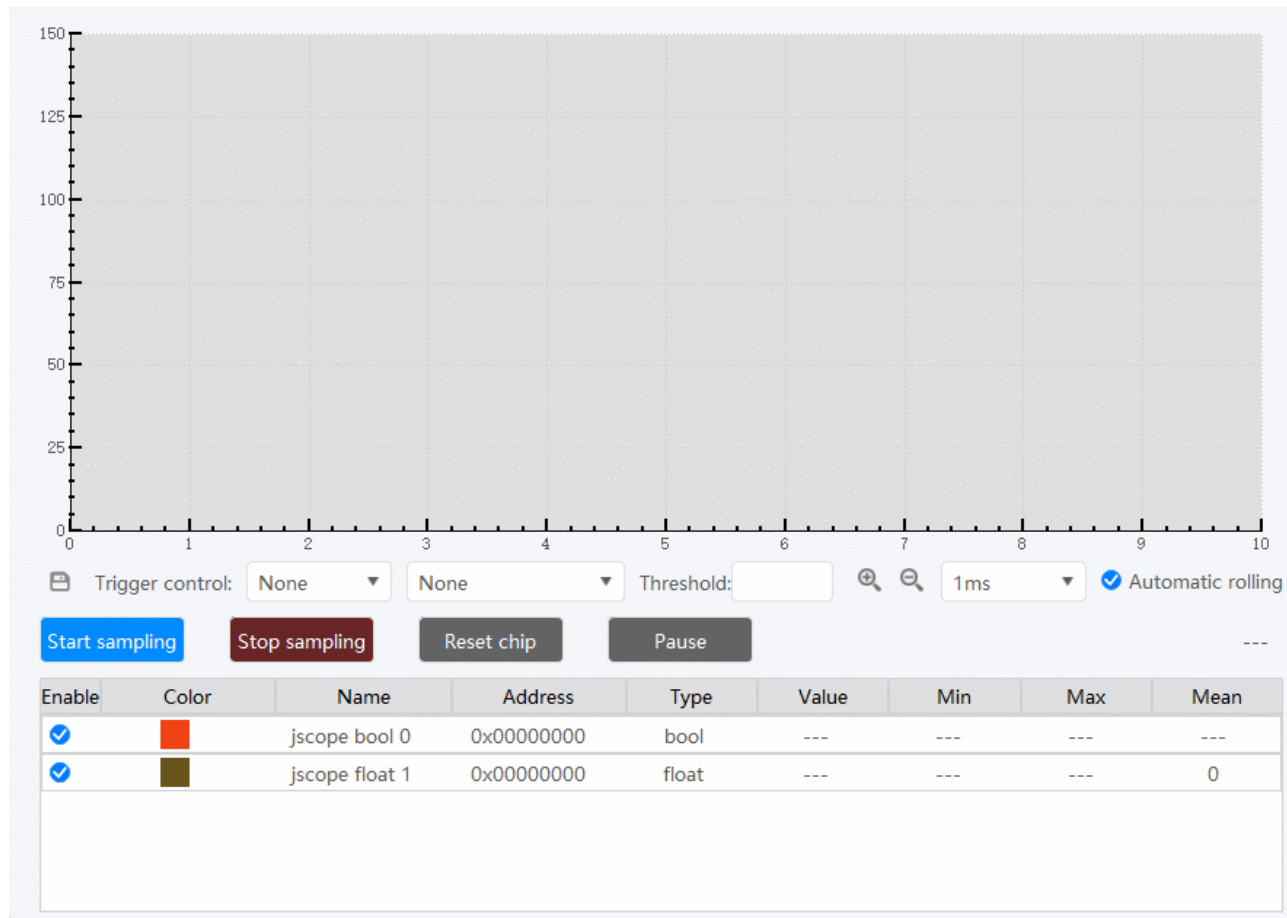 150
125
100
75
50
25
0
0 1 2 3 4 5 6 7 8 9 10
Trigger control: None None Threshold: 1ms Automatic rolling
Start sampling Stop sampling Reset chip Pause ---
Enable Color Name Address Type Value Min Max Mean
jscope bool 0 0x00000000 bool --- --- --- ---
jscope float 1 0x00000000 float --- --- --- 0